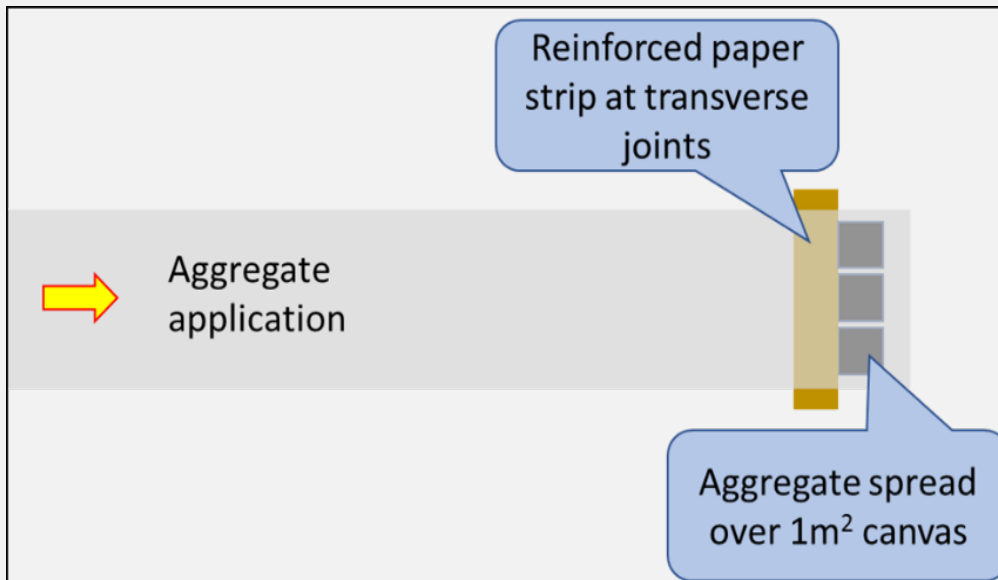 Reinforced paper
strip at transverse
joints
Aggregate
application
Aggregate spread
over 1m² canvas